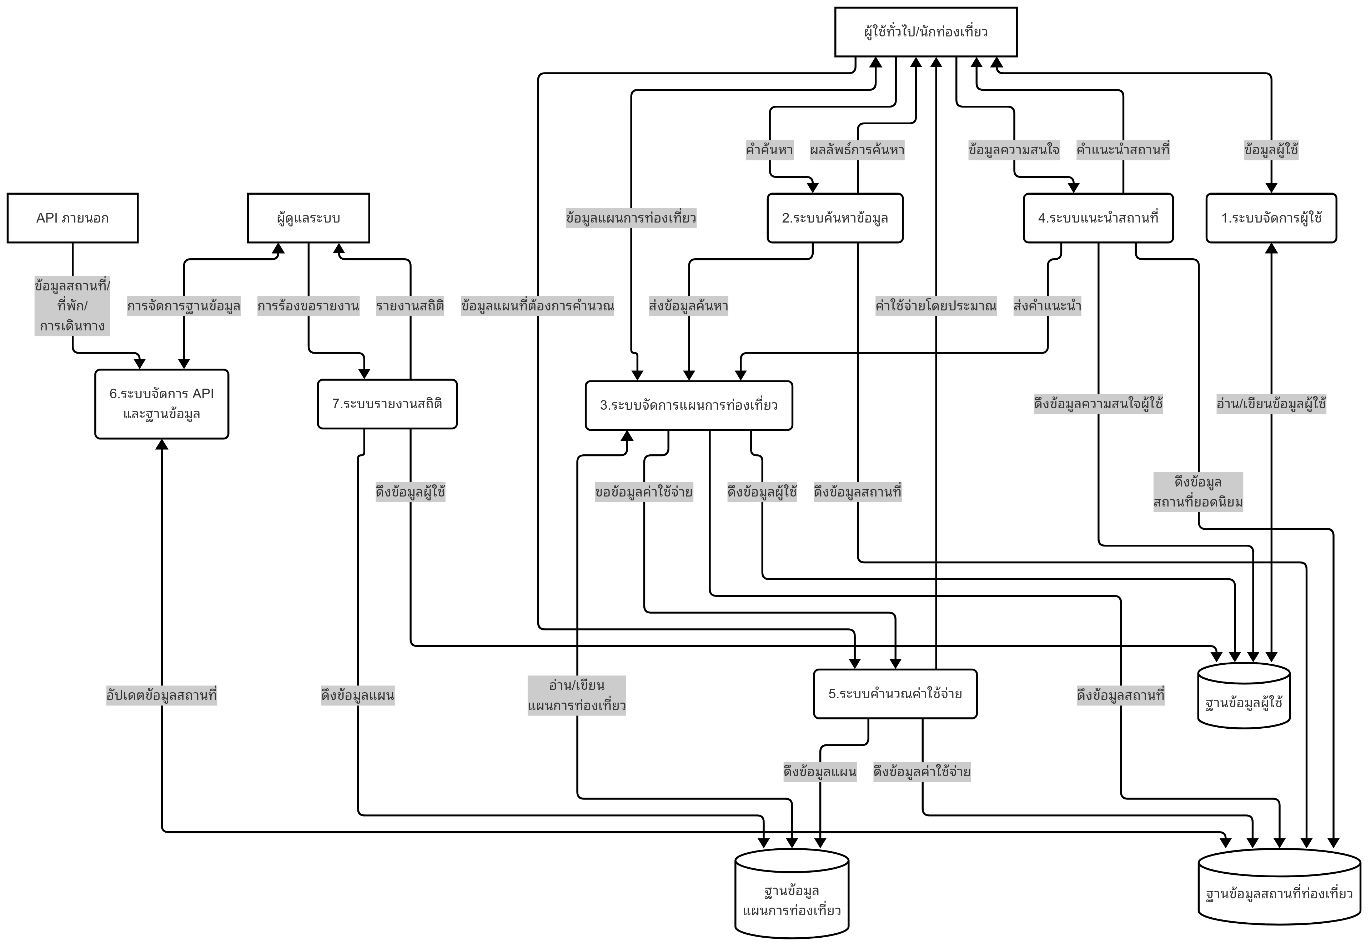 ผู้ใช้ทั่วไป/นักท่องเที่ยว
คำค้นหา
ผลลัพธ์การค้นหา
ข้อมูลความสนใจ
คำแนะนำสถานที่
ข้อมูลผู้ใช้
API ภายนอก
ผู้ดูแลระบบ
ข้อมูลแผนการท่องเที่ยว
2.ระบบค้นหาข้อมูล
4.ระบบแนะนำสถานที่
1.ระบบจัดการผู้ใช้
ข้อมูลสถานที่/
ที่พัก/
การเดินทาง
การจัดการฐานข้อมูล
การร้องขอรายงาน
รายงานสถิติ
ข้อมูลแผนที่ต้องการคำนวณ
ส่งข้อมูลค้นหา
ค่าใช้จ่ายโดยประมาณ
ส่งคำแนะนำ
6.ระบบจัดการ API
และฐานข้อมูล
7.ระบบรายงานสถิติ
3.ระบบจัดการแผนการท่องเที่ยว
ดึงข้อมูลความสนใจผู้ใช้
อ่าน/เขียนข้อมูลผู้ใช้
ดึงข้อมูลผู้ใช้
ขอข้อมูลค่าใช้จ่าย
ดึงข้อมูลผู้ใช้
ดึงข้อมูลสถานที่
ดึงข้อมูล
สถานที่ยอดนิยม
อัปเดตข้อมูลสถานที่
ดึงข้อมูลแผน
อ่าน/เขียน
แผนการท่องเที่ยว
5.ระบบคำนวณค่าใช้จ่าย
ดึงข้อมูลสถานที่
ฐานข้อมูลผู้ใช้
ดึงข้อมูลแผน
ดึงข้อมูลค่าใช้จ่าย
ฐานข้อมูล
แผนการท่องเที่ยว
ฐานข้อมูลสถานที่ท่องเที่ยว